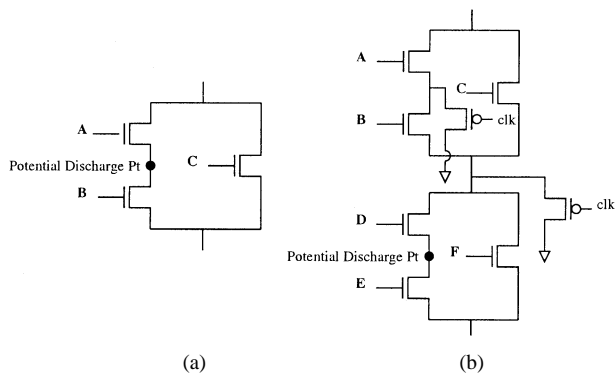 A
Potential Discharge Pt
B
C
(a)
A
B
C
clk
clk
D
Potential Discharge Pt
E
F
(b)